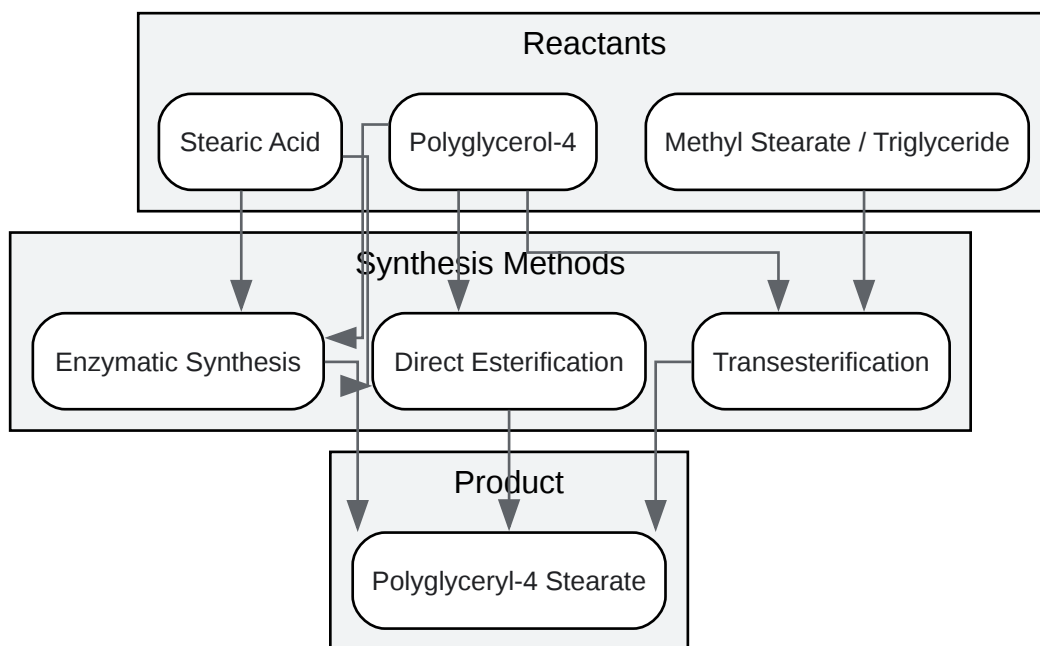 Reactants
Stearic Acid
Polyglycerol-4
Methyl Stearate / Triglyceride
Synthesis Methods
Enzymatic Synthesis
Direct Esterification
Transesterification
Product
Polyglyceryl-4 Stearate